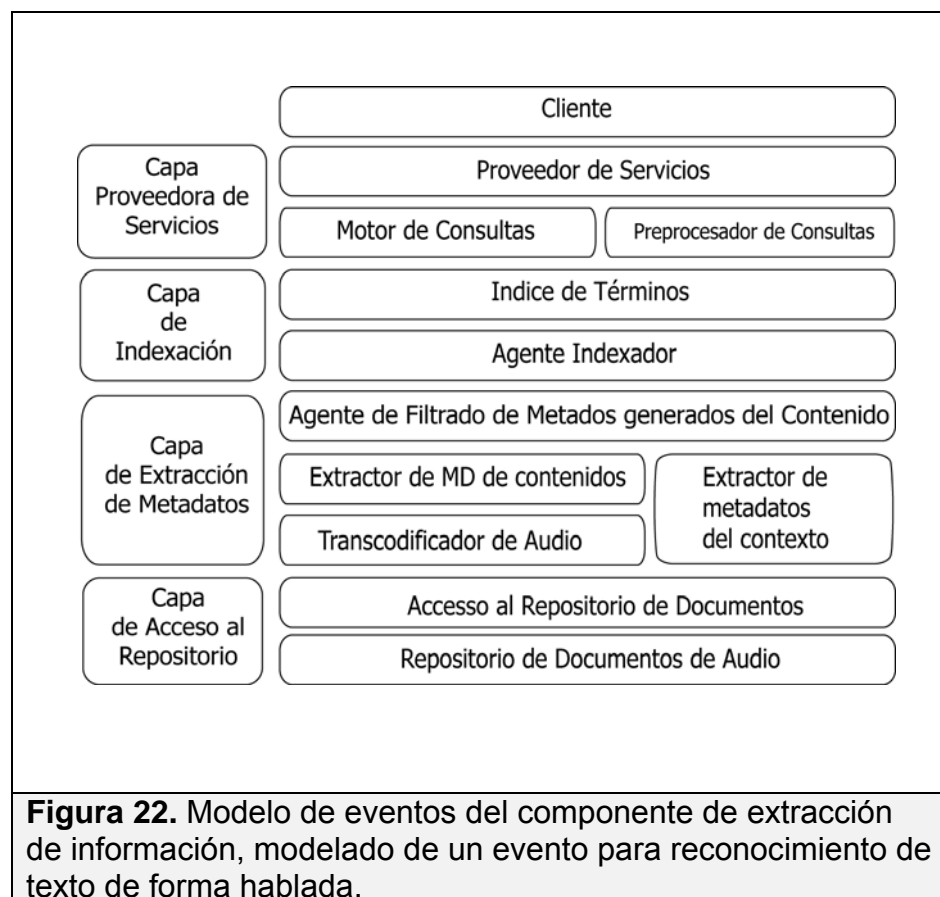 Cliente
Capa
Proveedora de
Servicios
Proveedor de Servicios
Motor de Consultas
Preprocesador de Consultas
Capa
de
Indexación
Indice de Términos
Agente Indexador
Capa
de Extracción
de Metadatos
Agente de Filtrado de Metados generados del Contenido
Extractor de MD de contenidos
Transcodificador de Audio
Extractor de
metadatos
del contexto
Capa
de Acceso al
Repositorio
Accesso al Repositorio de Documentos
Repositorio de Documentos de Audio
Figura 22. Modelo de eventos del componente de extracción
de información, modelado de un evento para reconocimiento de
texto de forma hablada.